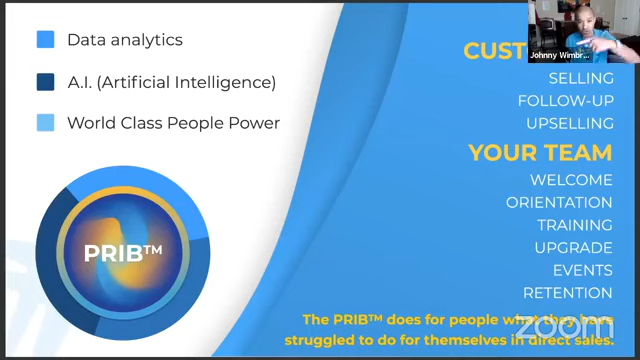 Data analytics
A.I. (Artificial Intelligence)
World Class People Power
PRIB™
Johnny Wimbr...
CUST
SELLING
FOLLOW-UP
UPSELLING
YOUR TEAM
WELCOME
ORIENTATION
TRAINING
UPGRADE
EVENTS
RETENTION
The PRIB™ does for people what they have
struggled to do for themselves in direct sales.
zoom